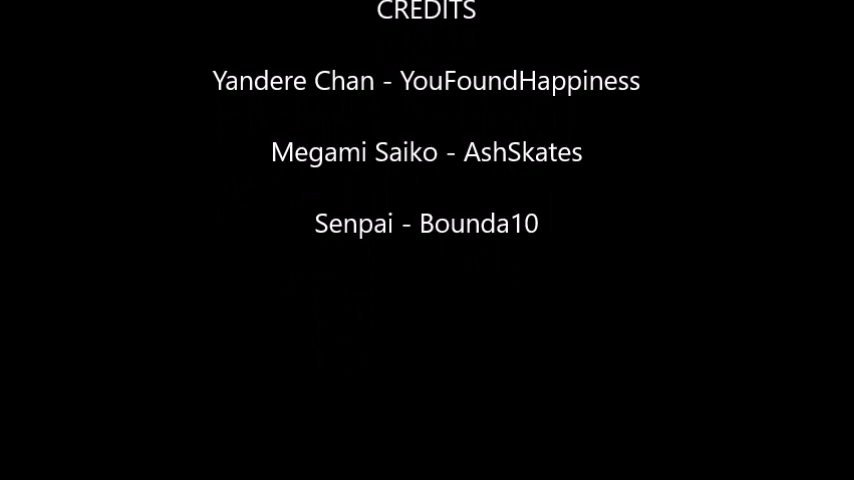 CREDITS
Yandere Chan - YouFoundHappiness
Megami Saiko - AshSkates
Senpai - Bounda10